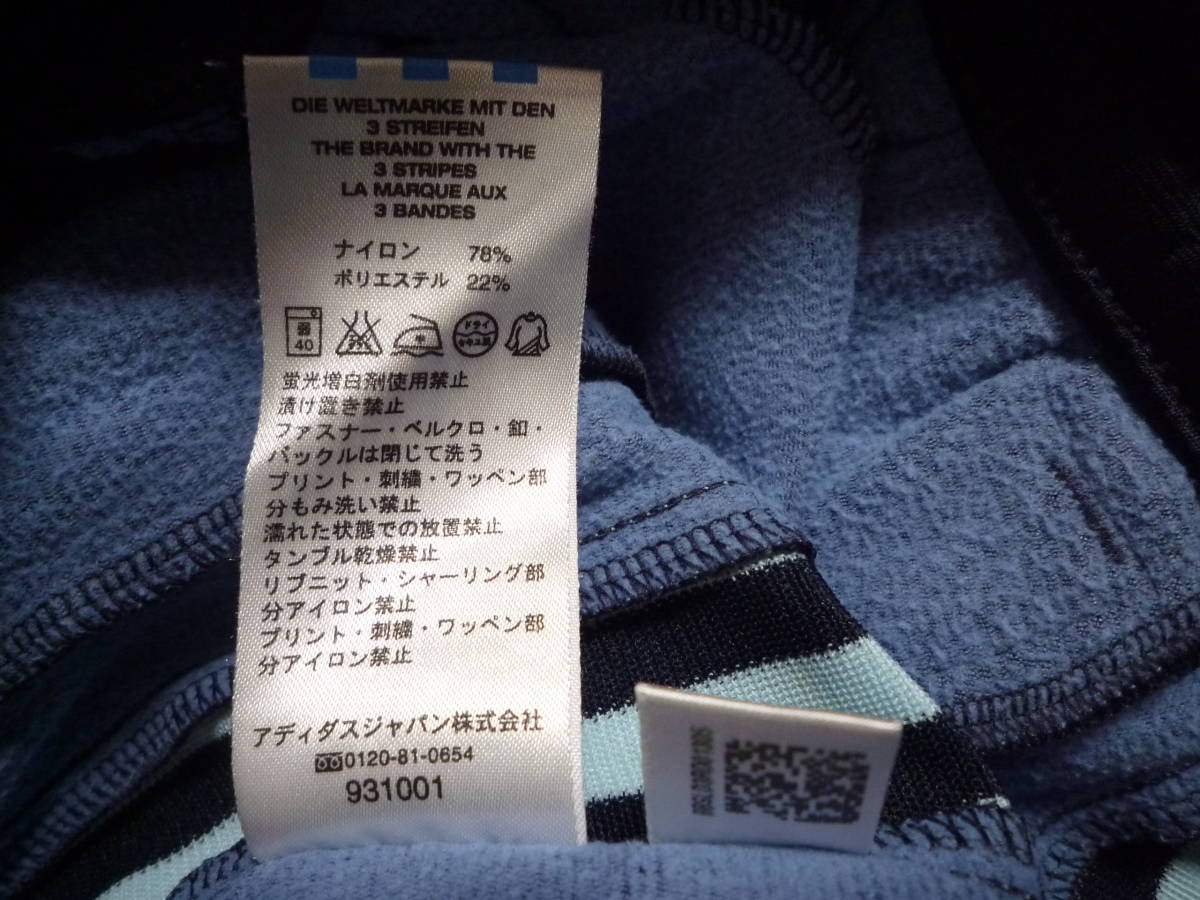 DIE WELTMARKE MIT DEN
3 STREIFEN
THE BRAND WITH THE
3 STRIPES
LA MARQUE AUX
3 BANDES
ナイロン 78%
ポリエステル 22%
弱
40
ドライ
蛍光増白剤使用禁止
漬け置き禁止
ファスナー・ベルクロ・釦・
バックルは閉じて洗う
プリント・刺繍・ワッペン部
分もみ洗い禁止
濡れた状態での放置禁止
タンブル乾燥禁止
リブニット・シャーリング部
分アイロン禁止
プリント・刺繍・ワッペン部
分アイロン禁止
アディダスジャパン株式会社
0120-81-0654
931001